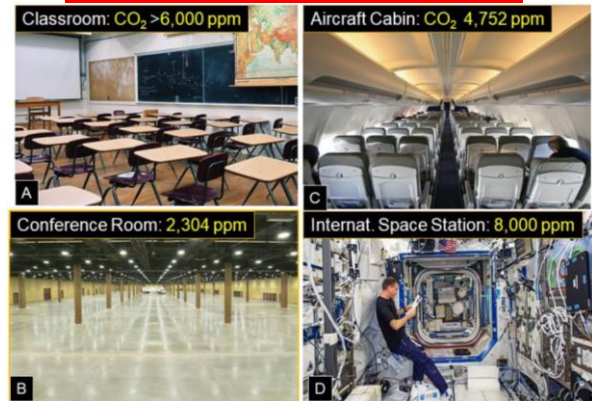 Classroom: CO₂ >6,000 ppm
A
Aircraft Cabin: CO₂ 4,752 ppm
C
Conference Room: 2,304 ppm
B
Internat. Space Station: 8,000 ppm
D